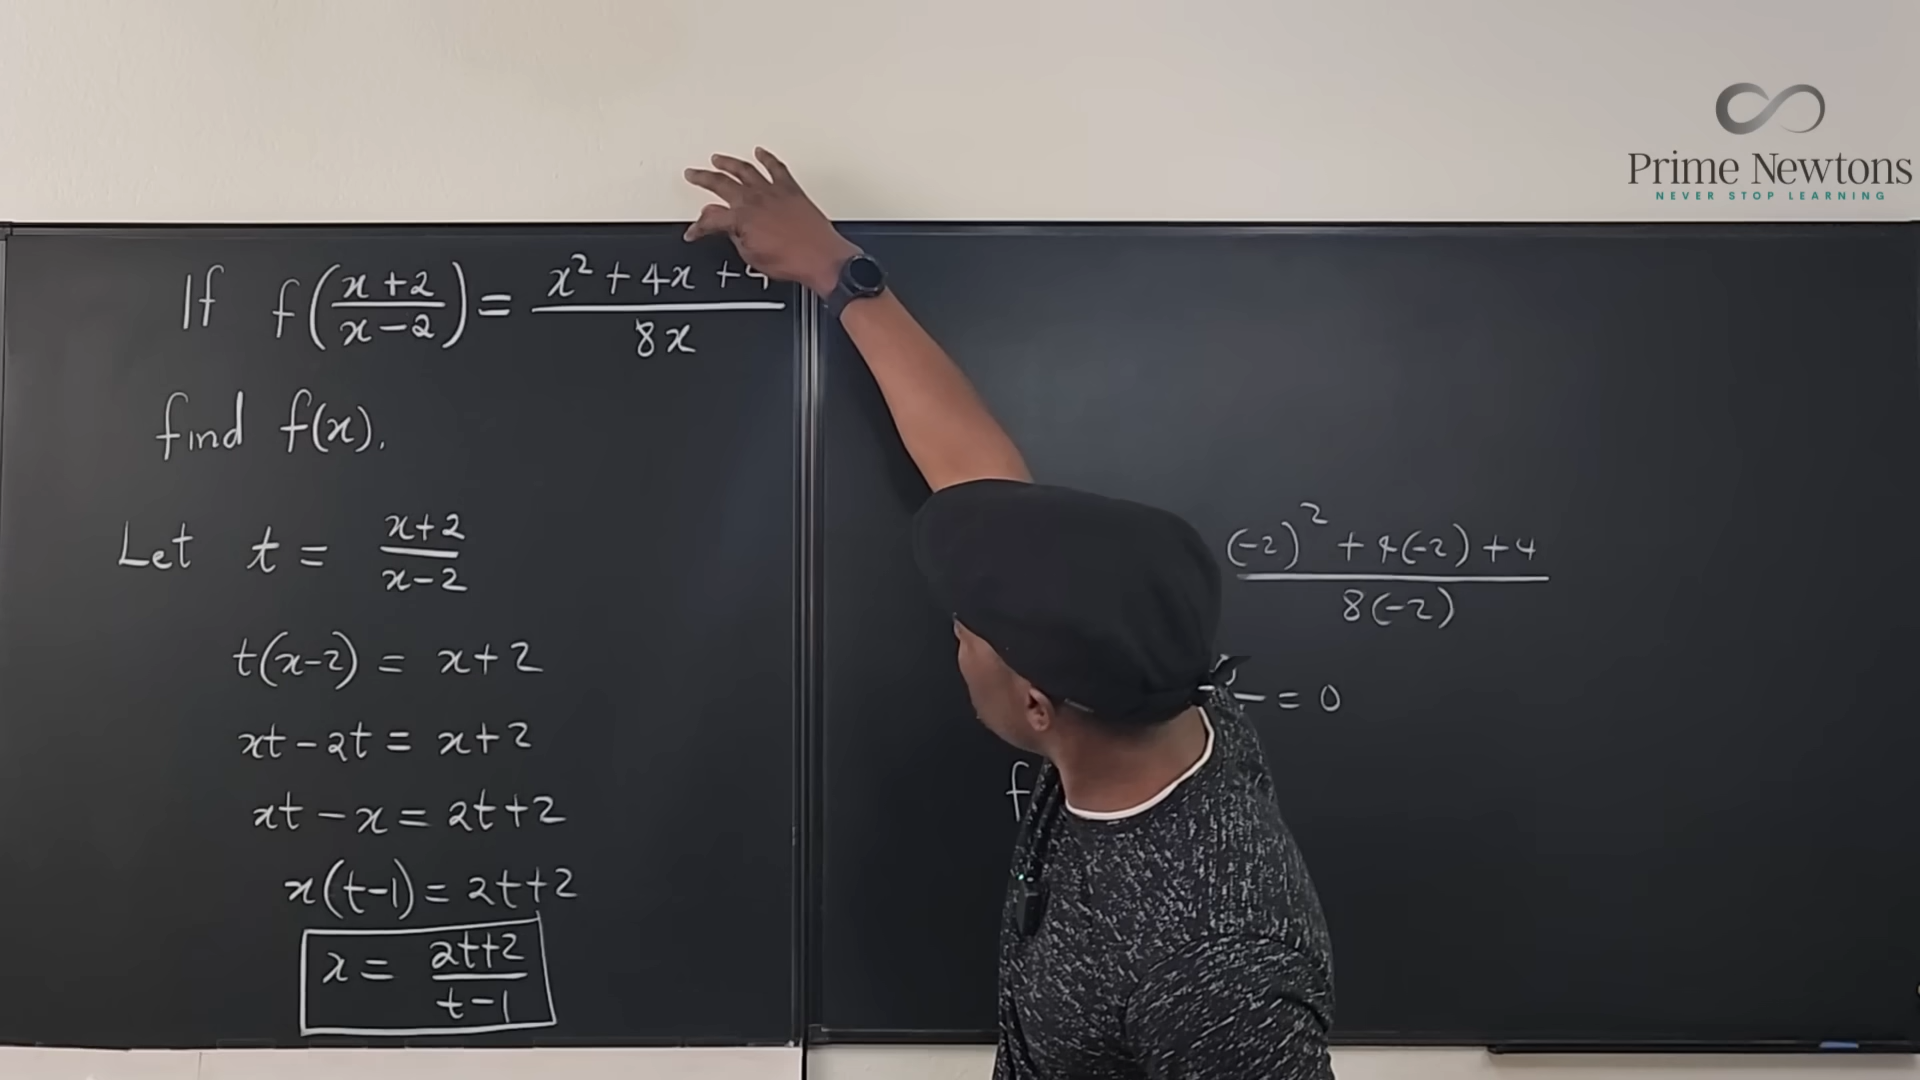 Prime Newtons
NEVER STOP LEARNING
If f((x+2)/(x-2)) = (x² + 4x + 4)/(8x)
find f(x).
Let t = (x+2)/(x-2)
t(x-2) = x+2
xt - 2t = x+2
xt - x = 2t+2
x(t-1) = 2t+2
x = (2t+2)/(t-1)
((-2)² + 4(-2) + 4)/(8(-2))
= 0
f